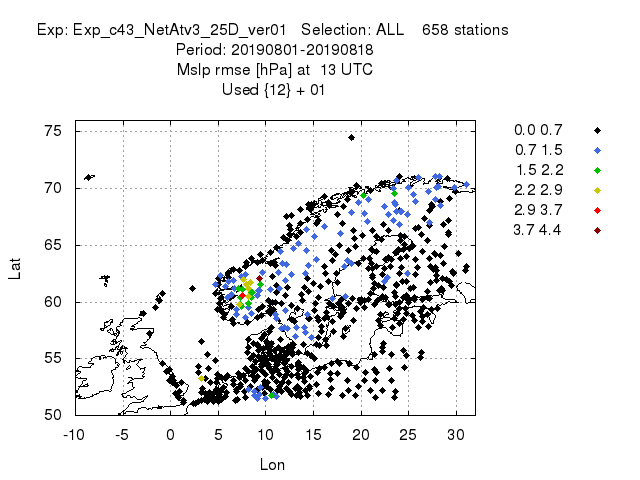 Exp: Exp_c43_NetAtv3_25D_ver01 Selection: ALL 658 stations
Period: 20190801-20190818
Mslp rmse [hPa] at 13 UTC
Used {12} + 01
0.0 0.7
0.7 1.5
1.5 2.2
2.2 2.9
2.9 3.7
3.7 4.4
75
70
65
60
55
50
Lat
-10 -5 0 5 10 15 20 25 30
Lon